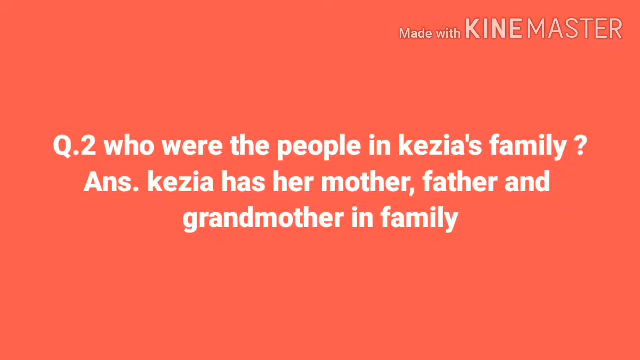 Made with KINEMASTER
Q.2 who were the people in kezia's family ?
Ans. kezia has her mother, father and
grandmother in family